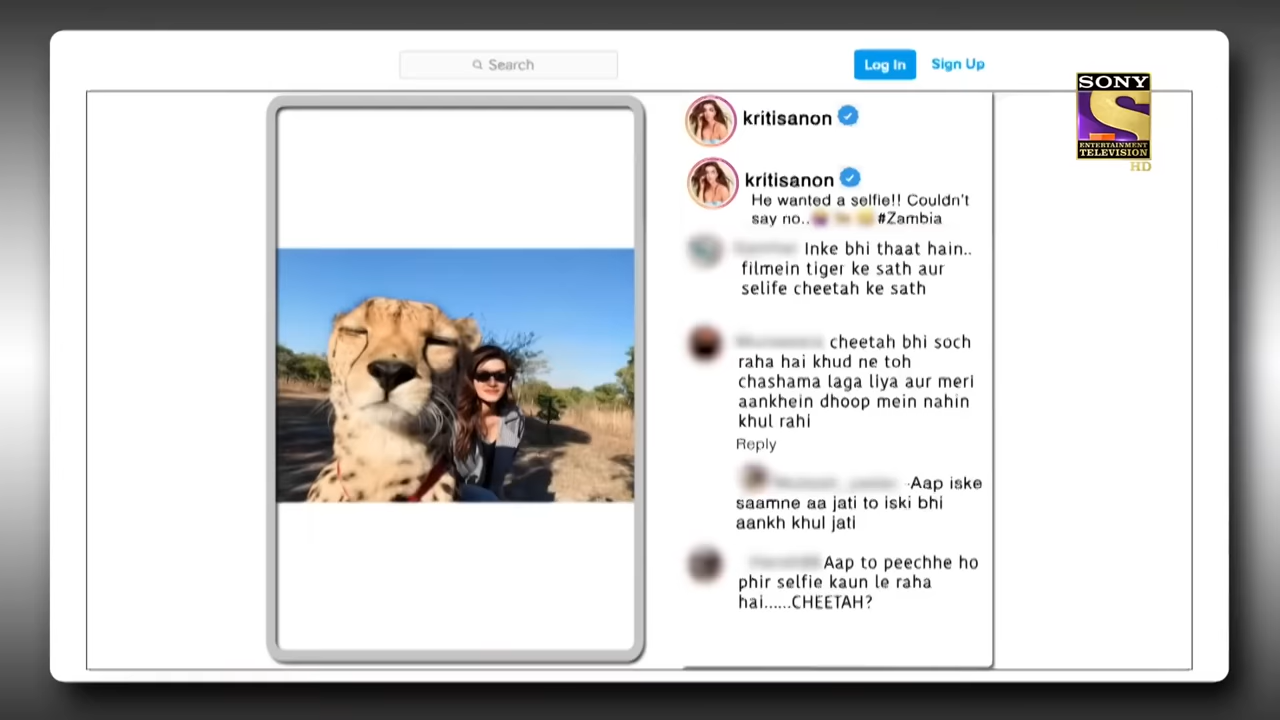 Search
Log In
Sign Up
SONY
ENTERTAINMENT
TELEVISION
HD
kritisanon
kritisanon
He wanted a selfie!! Couldn't
say no.. #Zambia
Inke bhi thaat hain..
filmein tiger ke sath aur
selife cheetah ke sath
cheetah bhi soch
raha hai khud ne toh
chashama laga liya aur meri
aankhein dhoop mein nahin
khul rahi
Reply
Aap iske
saamne aa jati to iski bhi
aankh khul jati
Aap to peechhe ho
phir selfie kaun le raha
hai......CHEETAH?